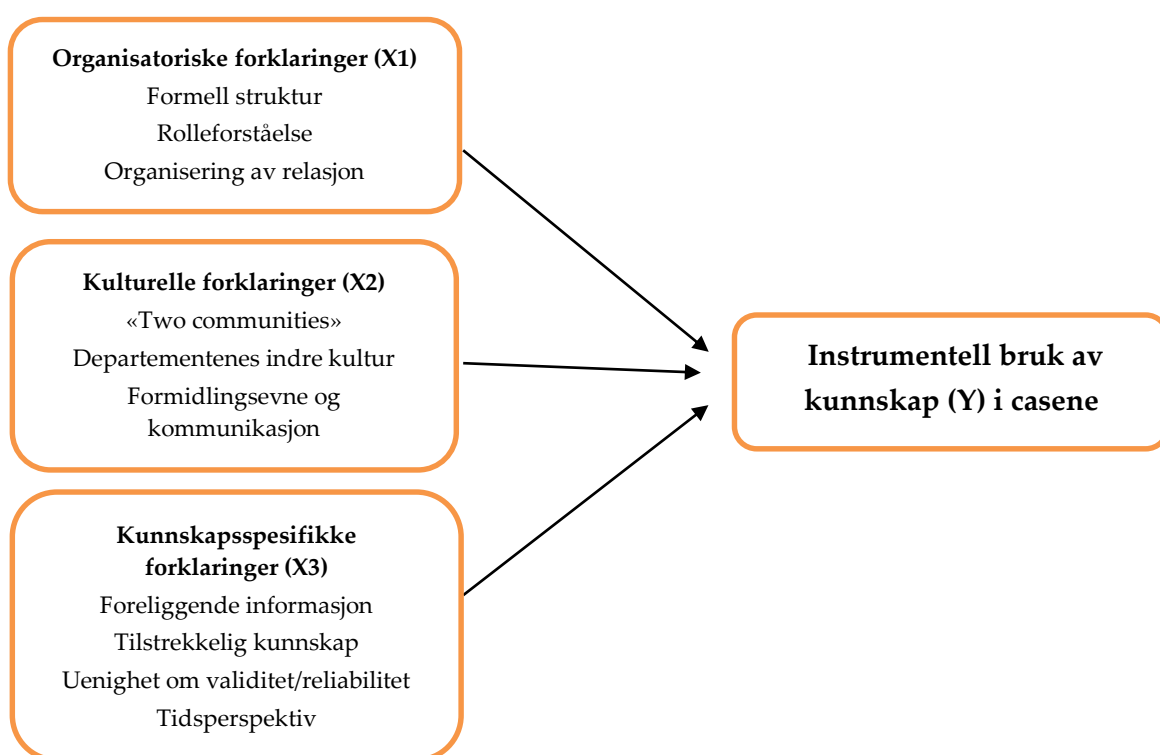 Organisatoriske forklaringer (X1)
Formell struktur
Rolleforståelse
Organisering av relasjon
Kulturelle forklaringer (X2)
«Two communities»
Departementenes indre kultur
Formidlingsevne og
kommunikasjon
Kunnskapsspesifikke
forklaringer (X3)
Foreliggende informasjon
Tilstrekkelig kunnskap
Uenighet om validitet/reliabilitet
Tidsperspektiv
Instrumentell bruk av
kunnskap (Y) i casene